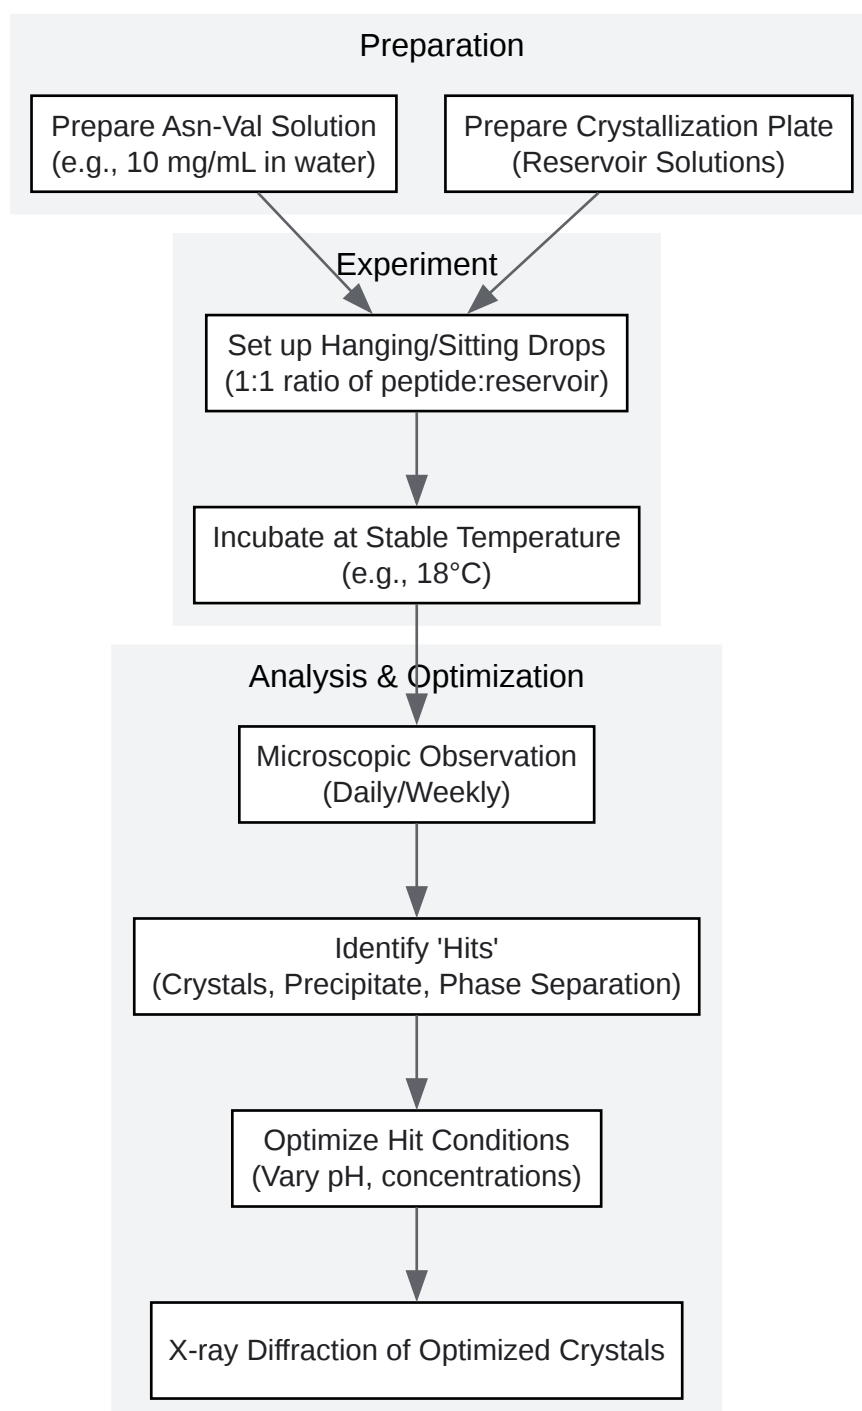 Preparation
Prepare Asn-Val Solution
(e.g., 10 mg/mL in water)
Prepare Crystallization Plate
(Reservoir Solutions)
Experiment
Set up Hanging/Sitting Drops
(1:1 ratio of peptide:reservoir)
Incubate at Stable Temperature
(e.g., 18°C)
Analysis & Optimization
Microscopic Observation
(Daily/Weekly)
Identify 'Hits'
(Crystals, Precipitate, Phase Separation)
Optimize Hit Conditions
(Vary pH, concentrations)
X-ray Diffraction of Optimized Crystals